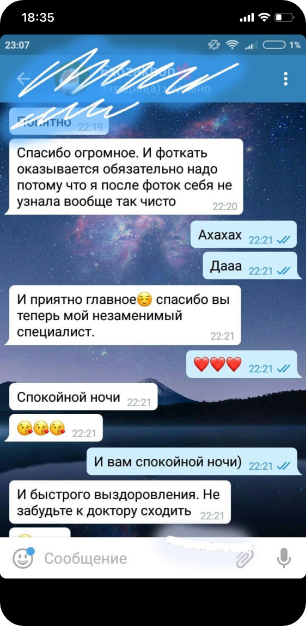 18:35
23:07
1%
Понятно 22:19
Спасибо огромное. И фоткать
оказывается обязательно надо
потому что я после фоток себя не
узнала вообще так чисто 22:20
Ахахах 22:21
Дааа 22:21
И приятно главное☺️ спасибо вы
теперь мой незаменимый
специалист. 22:21
❤️❤️❤️ 22:21
Спокойной ночи 22:21
😘😘😘 22:21
И вам спокойной ночи) 22:21
И быстрого выздоровления. Не
забудьте к доктору сходить 22:21
Сообщение